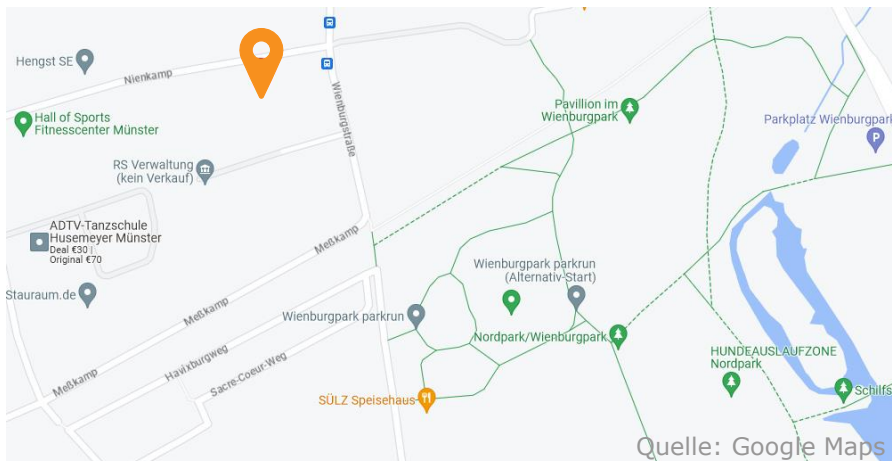 Hengst SE
Nienkamp
Hall of Sports
Fitnesscenter Münster
Wienburgstraße
Pavillion im
Wienburgpark
Parkplatz Wienburgpark
P
RS Verwaltung
(kein Verkauf)
ADTV-Tanzschule
Husemeyer Münster
Deal €30 |
Original €70
Meßkamp
Stauraum.de
Meßkamp
Wienburgpark parkrun
(Alternativ-Start)
Wienburgpark parkrun
Nordpark/Wienburgpark
Havixburgweg
Meßkamp
Sacre-Coeur-Weg
HUNDEAUSLAUFZONE
Nordpark
SÜLZ Speisehaus
Schilfs
Quelle: Google Maps